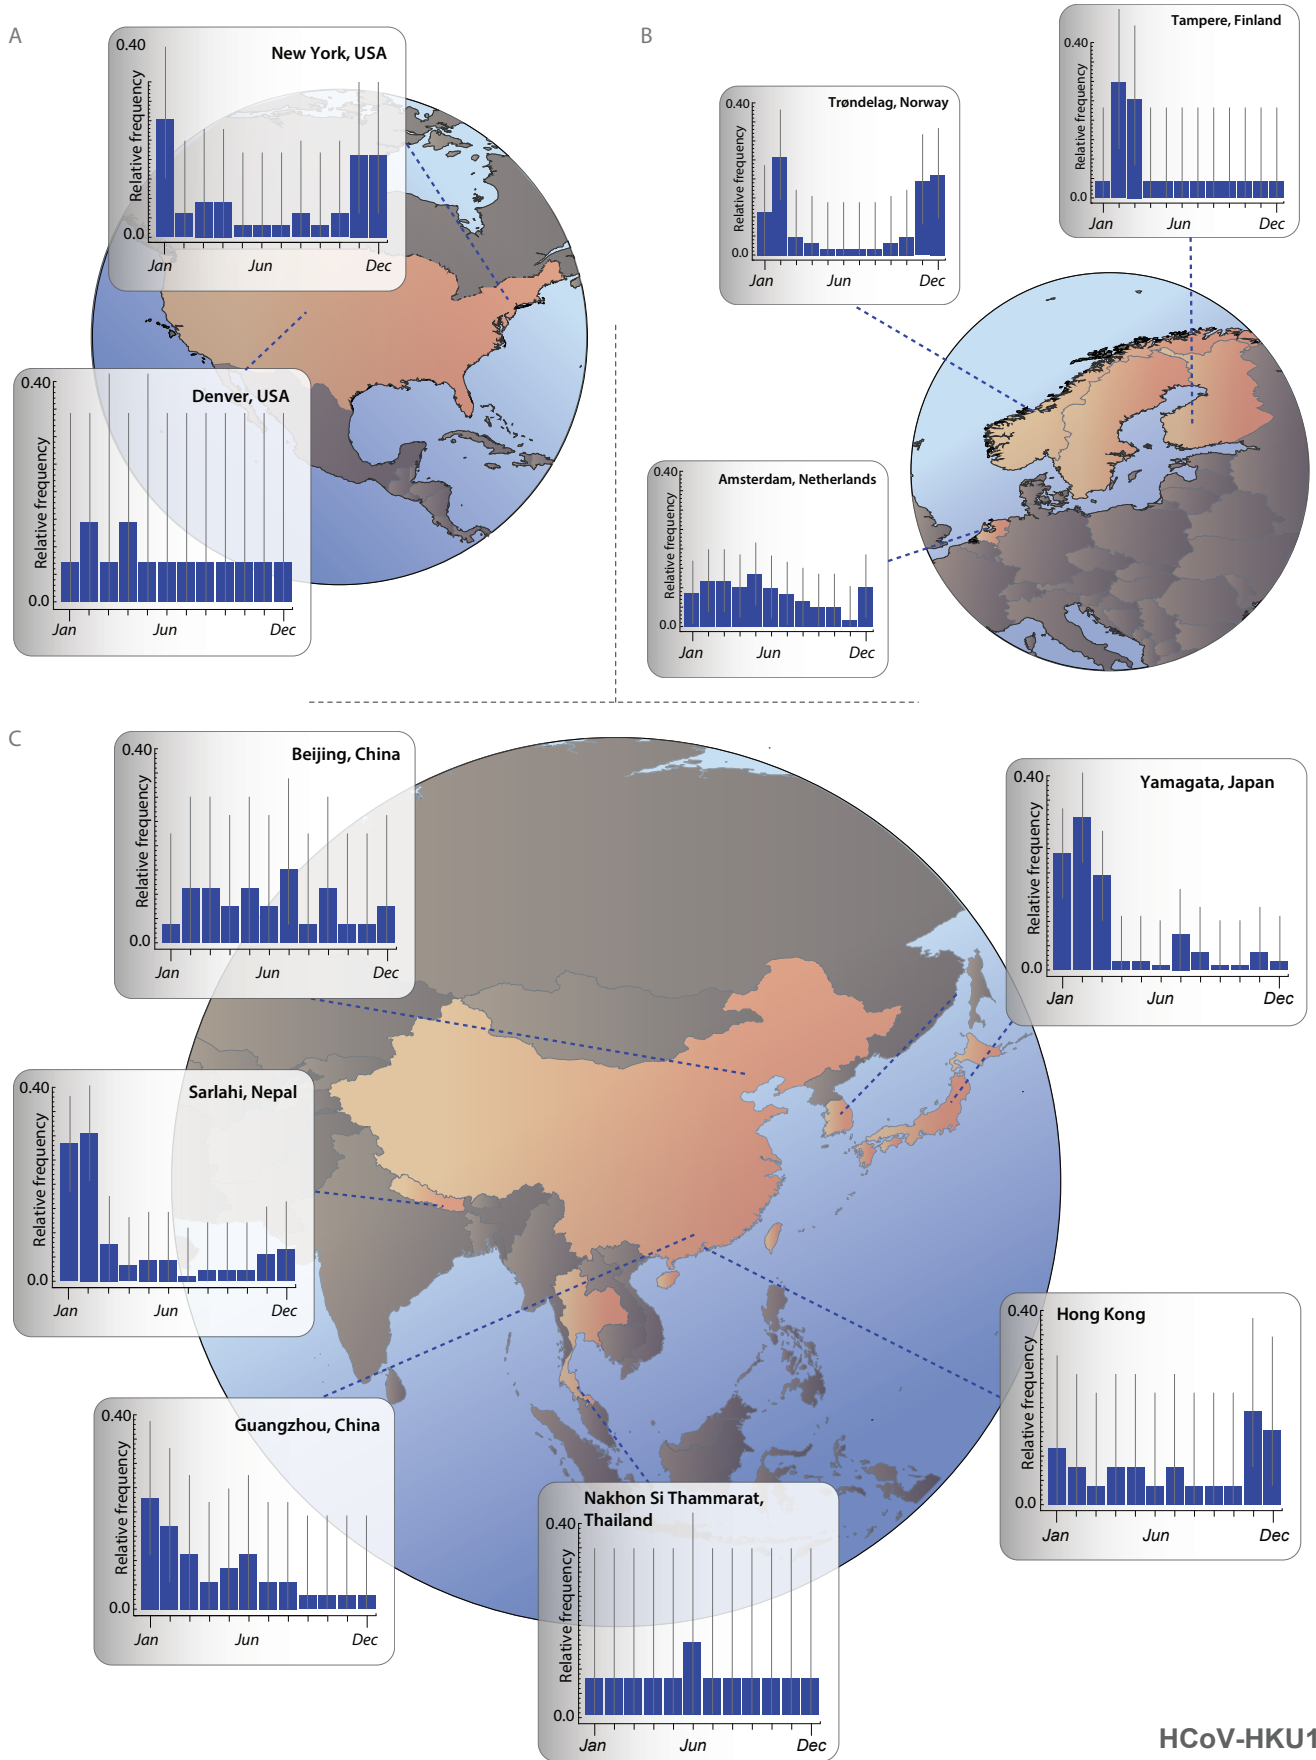 A
0.40
New York, USA
Relative frequency
0.0
Jan
Jun
Dec
0.40
Denver, USA
Relative frequency
0.0
Jan
Jun
Dec
B
Tampere, Finland
0.40
Relative frequency
0.0
Jan
Jun
Dec
0.40
Trøndelag, Norway
Relative frequency
0.0
Jan
Jun
Dec
0.40
Amsterdam, Netherlands
Relative frequency
0.0
Jan
Jun
Dec
C
0.40
Beijing, China
Relative frequency
0.0
Jan
Jun
Dec
0.40
Yamagata, Japan
Relative frequency
0.0
Jan
Jun
Dec
0.40
Sarlahi, Nepal
Relative frequency
0.0
Jan
Jun
Dec
0.40
Hong Kong
Relative frequency
0.0
Jan
Jun
Dec
0.40
Guangzhou, China
Relative frequency
0.0
Jan
Jun
Dec
Nakhon Si Thammarat,
Thailand
0.40
Relative frequency
0.0
Jan
Jun
Dec
HCoV-HKU1